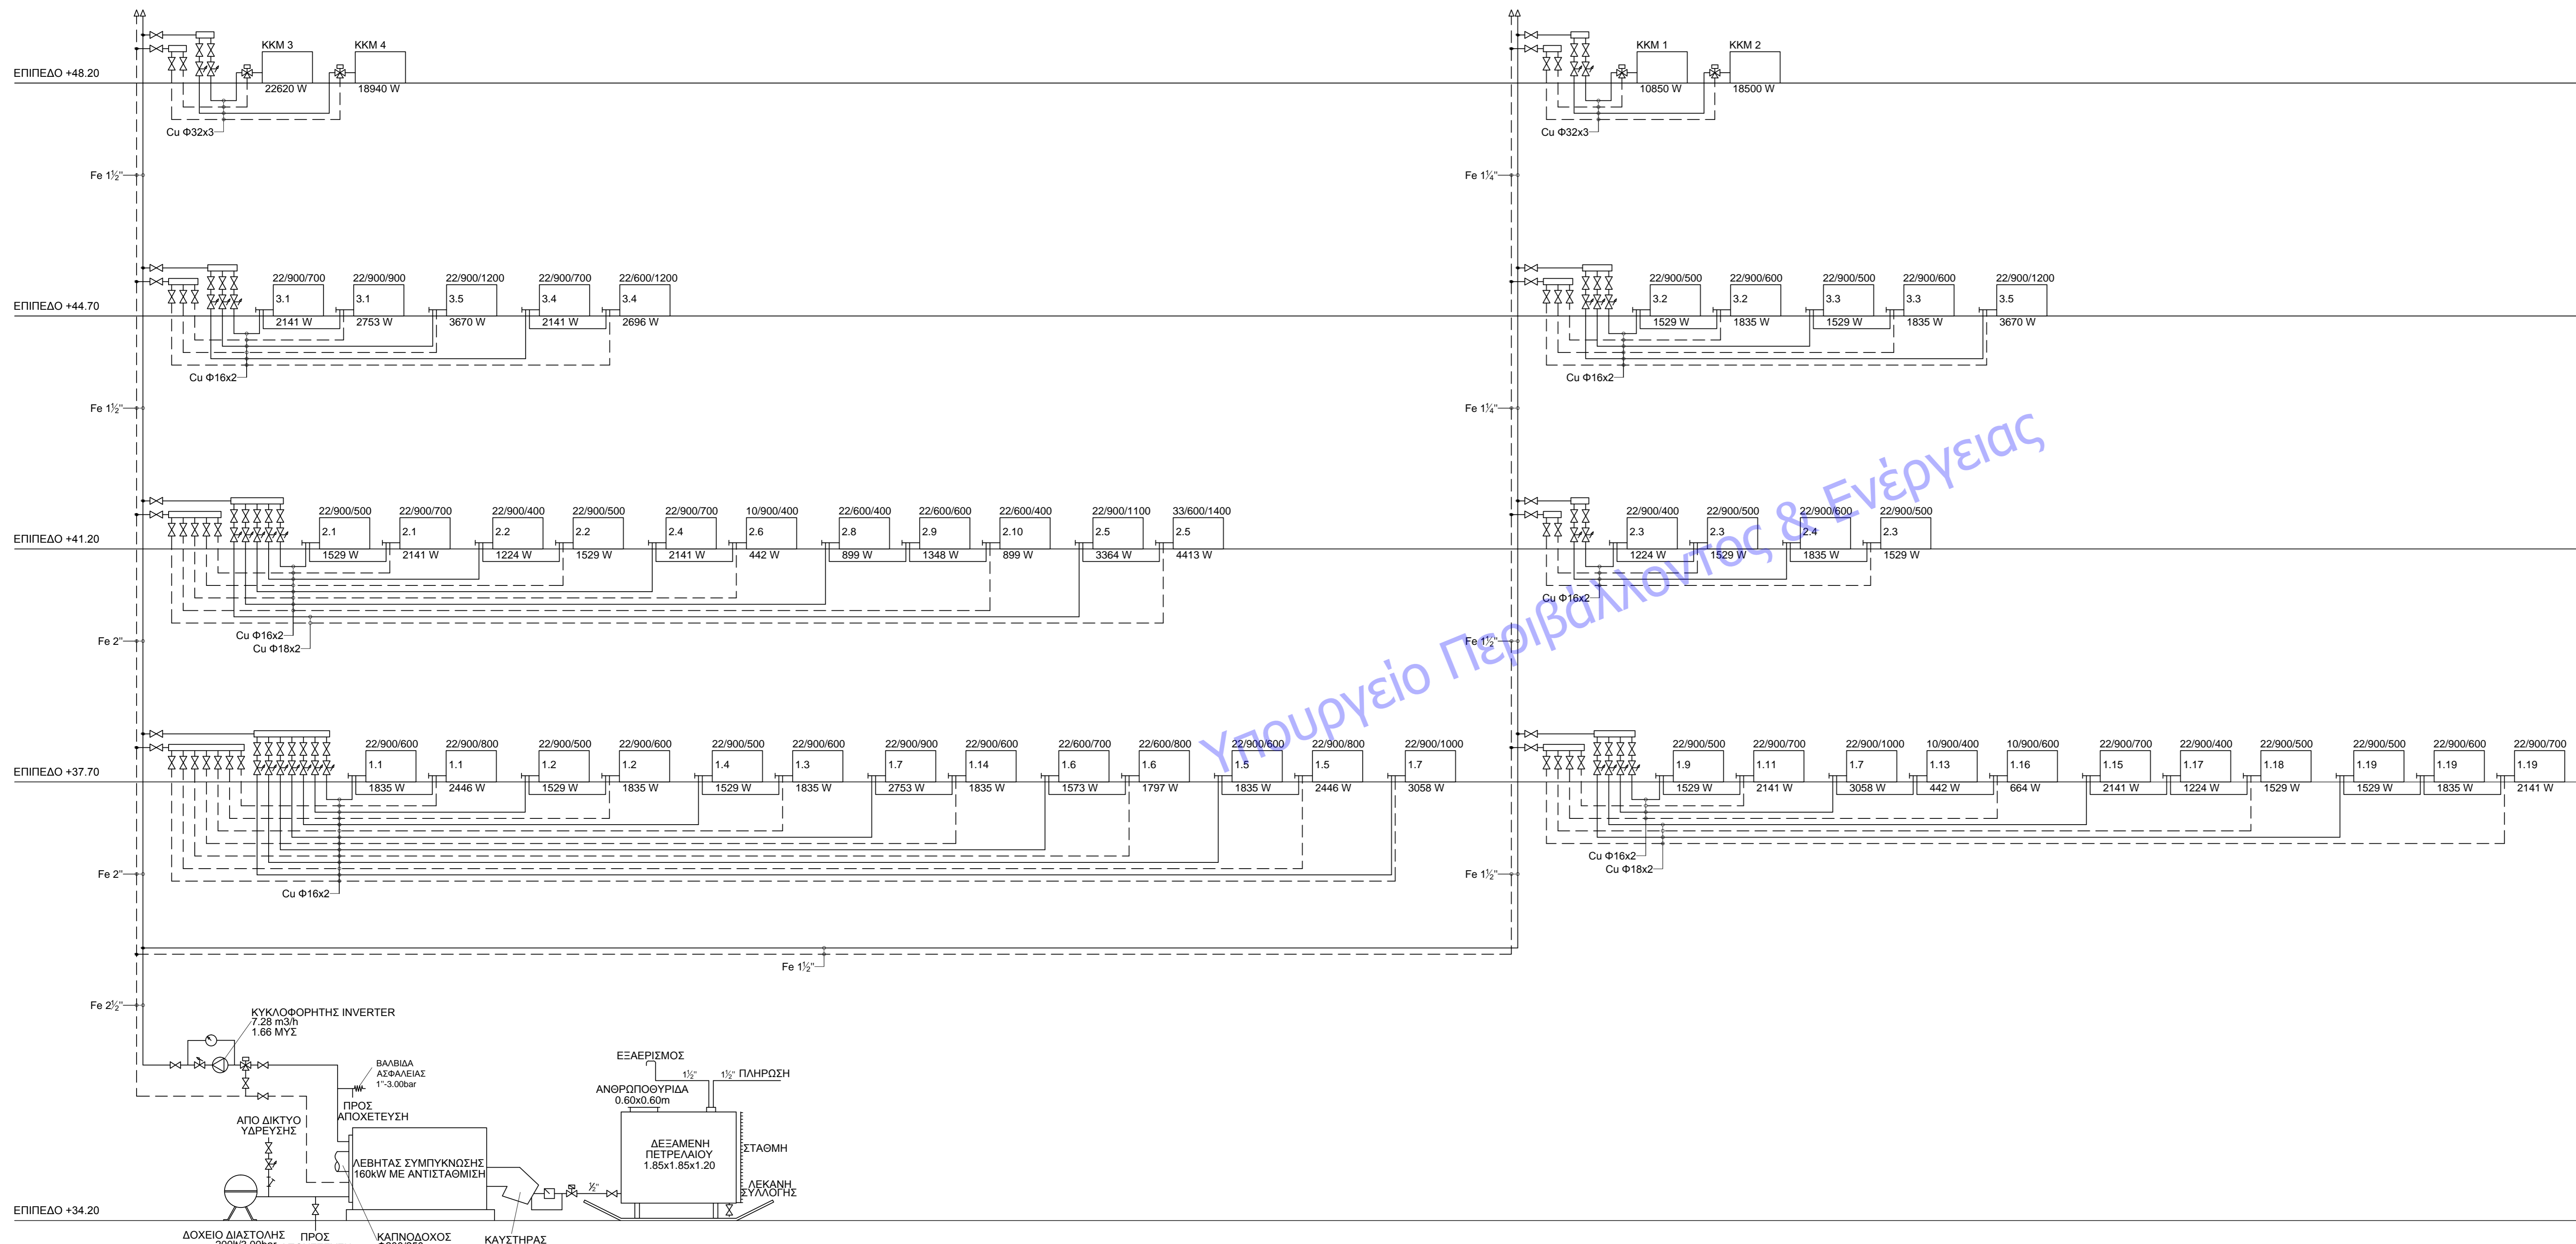 ΚΚΜ 3 ΚΚΜ 4 ΚΚΜ 1 ΚΚΜ 2
ΕΠΙΠΕΔΟ +48.20
22620 W 18940 W 10850 W 18500 W
Cu Φ32x3 Cu Φ32x3
Fe 1½" Fe 1¼"
22/900/700 22/900/900 22/900/1200 22/900/700 22/600/1200 22/900/500 22/900/600 22/900/500 22/900/600 22/900/1200
3.1 3.1 3.5 3.4 3.4 3.2 3.2 3.3 3.3 3.5
ΕΠΙΠΕΔΟ +44.70
2141 W 2753 W 3670 W 2141 W 2696 W 1529 W 1835 W 1529 W 1835 W 3670 W
Cu Φ16x2 Cu Φ16x2
Fe 1½" Fe 1¼"
22/900/500 22/900/700 22/900/400 22/900/500 22/900/700 10/900/400 22/600/400 22/600/600 22/600/400 22/900/1100 33/600/1400 22/900/400 22/900/500 22/900/600 22/900/500
2.1 2.1 2.2 2.2 2.4 2.6 2.8 2.9 2.10 2.5 2.5 2.3 2.3 2.4 2.3
ΕΠΙΠΕΔΟ +41.20
1529 W 2141 W 1224 W 1529 W 2141 W 442 W 899 W 1348 W 899 W 3364 W 4413 W 1224 W 1529 W 1835 W 1529 W
Cu Φ16x2
Cu Φ16x2
Cu Φ18x2
Fe 2" Fe 1½"
Υπουργείο Περιβάλλοντος & Ενέργειας
22/900/600 22/900/800 22/900/500 22/900/600 22/900/500 22/900/600 22/900/900 22/900/600 22/600/700 22/600/800 22/900/600 22/900/800 22/900/1000 22/900/500 22/900/700 22/900/1000 10/900/400 10/900/600 22/900/700 22/900/400 22/900/500 22/900/500 22/900/600 22/900/700
1.1 1.1 1.2 1.2 1.4 1.3 1.7 1.14 1.6 1.6 1.5 1.5 1.7 1.9 1.11 1.7 1.13 1.16 1.15 1.17 1.18 1.19 1.19 1.19
ΕΠΙΠΕΔΟ +37.70
1835 W 2446 W 1529 W 1835 W 1529 W 1835 W 2753 W 1835 W 1573 W 1797 W 1835 W 2446 W 3058 W 1529 W 2141 W 3058 W 442 W 664 W 2141 W 1224 W 1529 W 1529 W 1835 W 2141 W
Cu Φ16x2
Cu Φ18x2
Fe 2" Fe 1½"
Cu Φ16x2
Fe 1½"
Fe 2½"
ΚΥΚΛΟΦΟΡΗΤΗΣ INVERTER
7.28 m3/h
1.66 ΜΥΣ
ΒΑΛΒΙΔΑ
ΑΣΦΑΛΕΙΑΣ
1"-3.00bar
ΠΡΟΣ
ΑΠΟΧΕΤΕΥΣΗ
ΑΠΟ ΔΙΚΤΥΟ
ΥΔΡΕΥΣΗΣ
ΛΕΒΗΤΑΣ ΣΥΜΠΥΚΝΩΣΗΣ
160kW ΜΕ ΑΝΤΙΣΤΑΘΜΙΣΗ
ΕΞΑΕΡΙΣΜΟΣ
1½" 1½" ΠΛΗΡΩΣΗ
ΑΝΘΡΩΠΟΘΥΡΙΔΑ
0.60x0.60m
ΔΕΞΑΜΕΝΗ
ΠΕΤΡΕΛΑΙΟΥ
1.85x1.85x1.20
ΣΤΑΘΜΗ
½"
ΛΕΚΑΝΗ
ΣΥΛΛΟΓΗΣ
ΕΠΙΠΕΔΟ +34.20
ΔΟΧΕΙΟ ΔΙΑΣΤΟΛΗΣ
ΠΡΟΣ
ΚΑΠΝΟΔΟΧΟΣ
ΚΑΥΣΤΗΡΑΣ